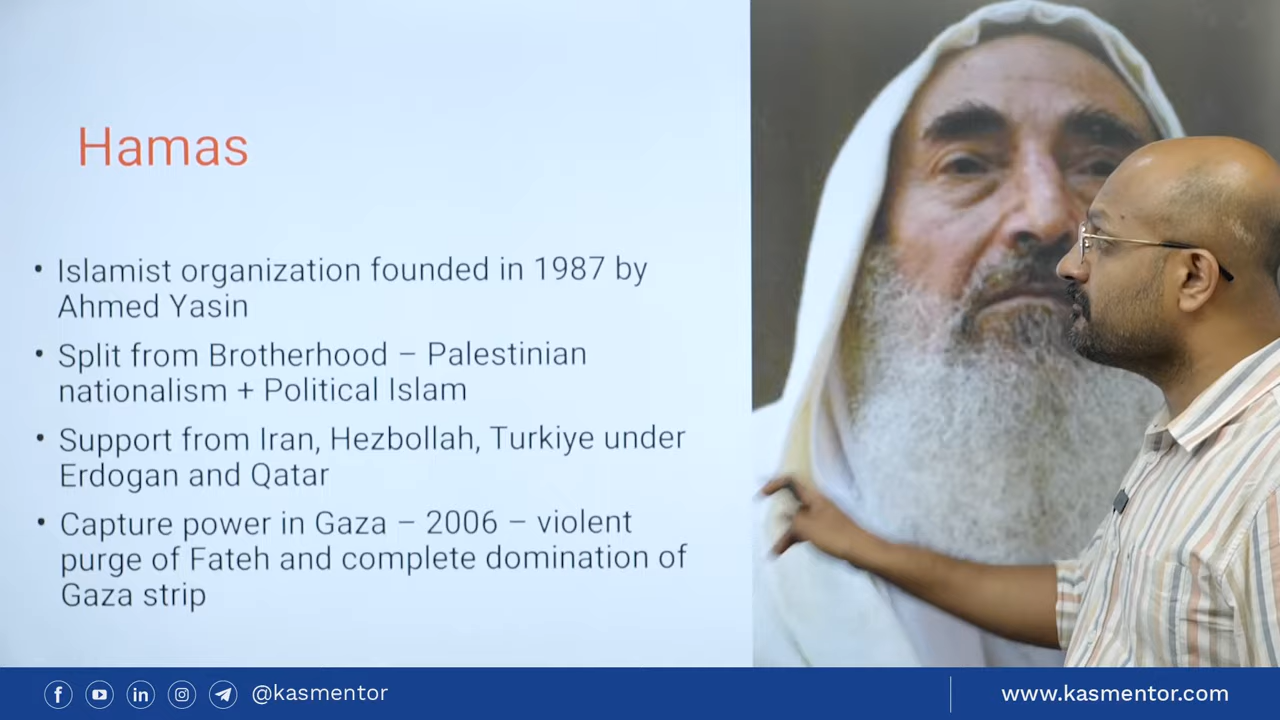 Hamas
• Islamist organization founded in 1987 by
Ahmed Yasin
• Split from Brotherhood – Palestinian
nationalism + Political Islam
• Support from Iran, Hezbollah, Turkiye under
Erdogan and Qatar
• Capture power in Gaza – 2006 – violent
purge of Fateh and complete domination of
Gaza strip
@kasmentor
www.kasmentor.com